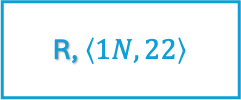 R, ⟨1N, 22⟩